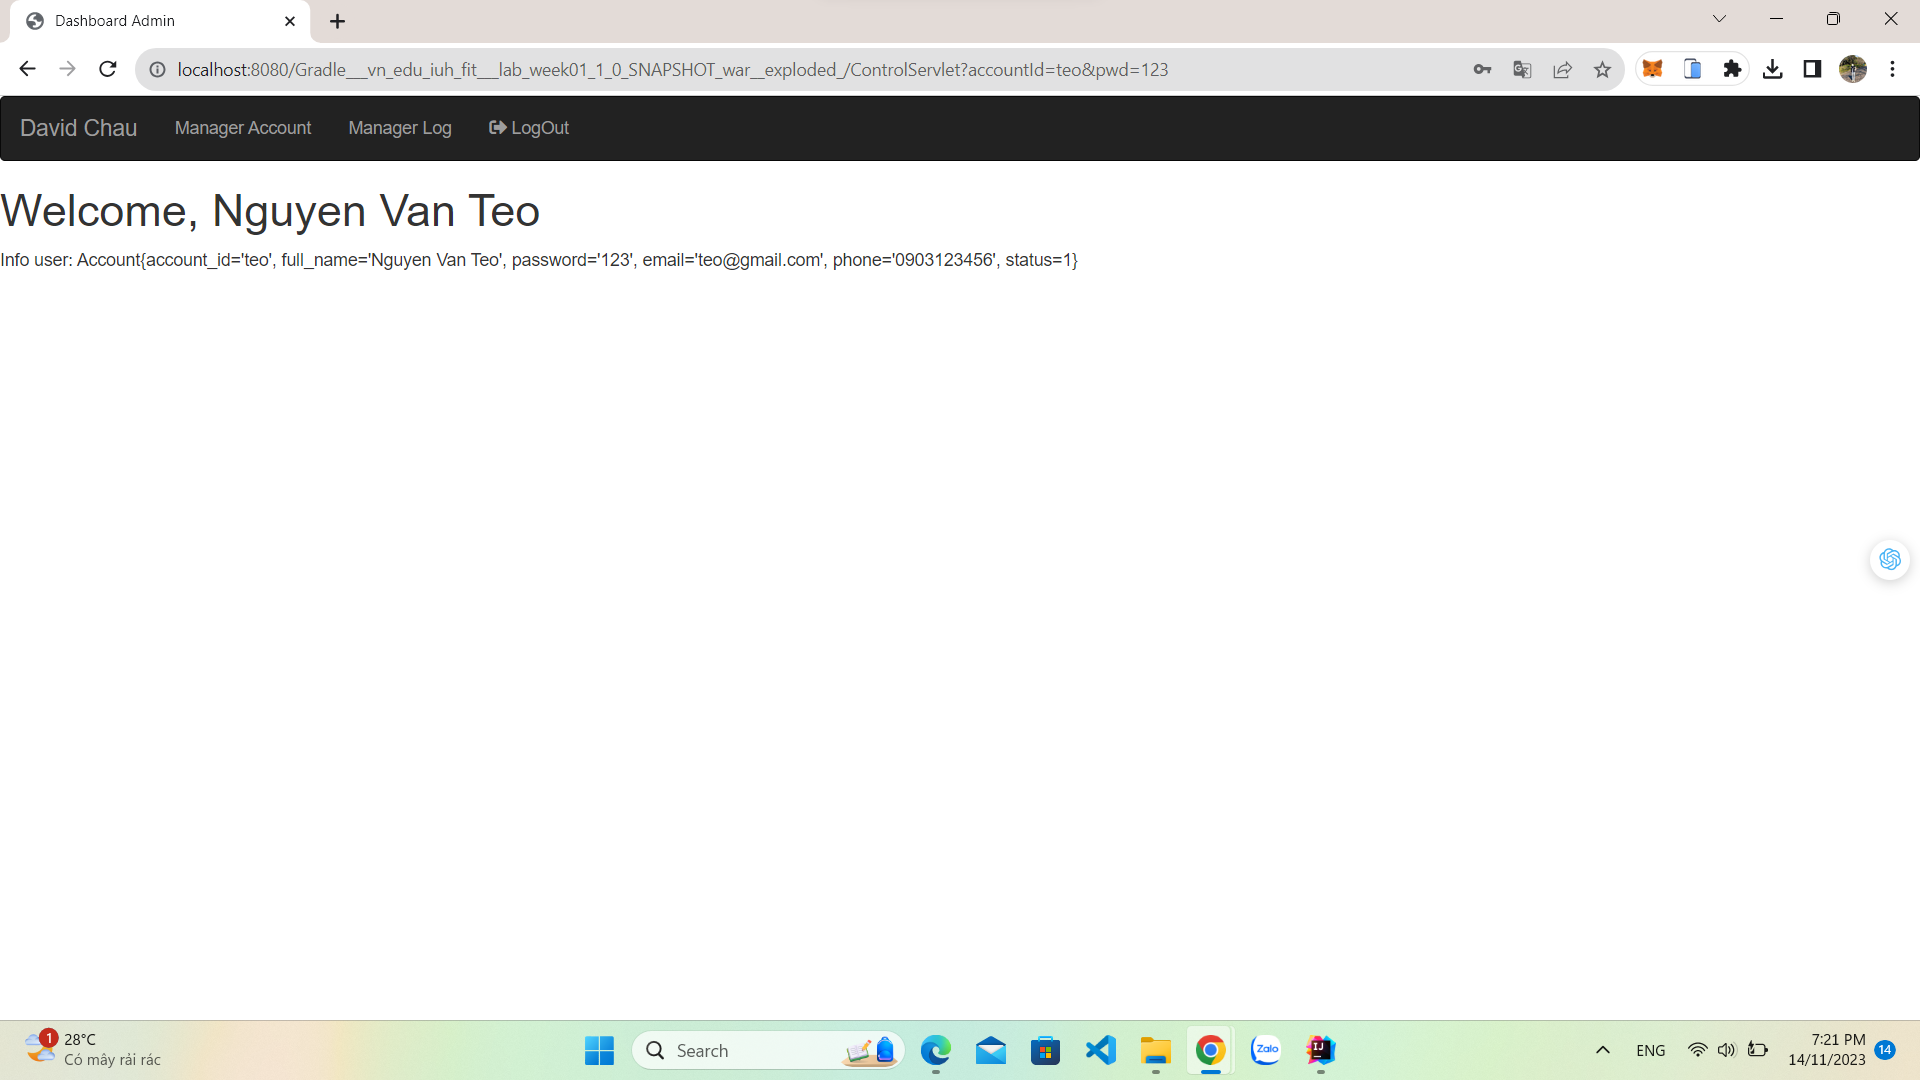 Dashboard Admin
localhost:8080/Gradle___vn_edu_iuh_fit___lab_week01_1_0_SNAPSHOT_war__exploded_/ControlServlet?accountId=teo&pwd=123
David Chau Manager Account Manager Log LogOut
Welcome, Nguyen Van Teo
Info user: Account{account_id='teo', full_name='Nguyen Van Teo', password='123', email='teo@gmail.com', phone='0903123456', status=1}
1 28°C
Có mây rải rác
Search
Zalo
IJ
ENG
7:21 PM
14/11/2023
14